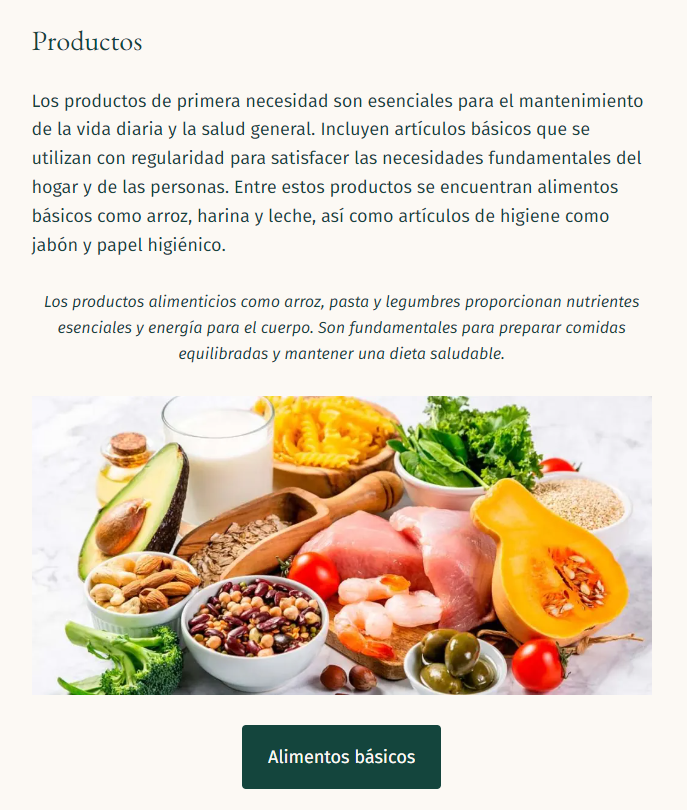 Productos
Los productos de primera necesidad son esenciales para el mantenimiento
de la vida diaria y la salud general. Incluyen artículos básicos que se
utilizan con regularidad para satisfacer las necesidades fundamentales del
hogar y de las personas. Entre estos productos se encuentran alimentos
básicos como arroz, harina y leche, así como artículos de higiene como
jabón y papel higiénico.
Los productos alimenticios como arroz, pasta y legumbres proporcionan nutrientes
esenciales y energía para el cuerpo. Son fundamentales para preparar comidas
equilibradas y mantener una dieta saludable.
Alimentos básicos